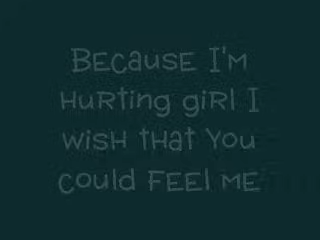 Because I'm
Hurting girl I
wish that you
could feel me